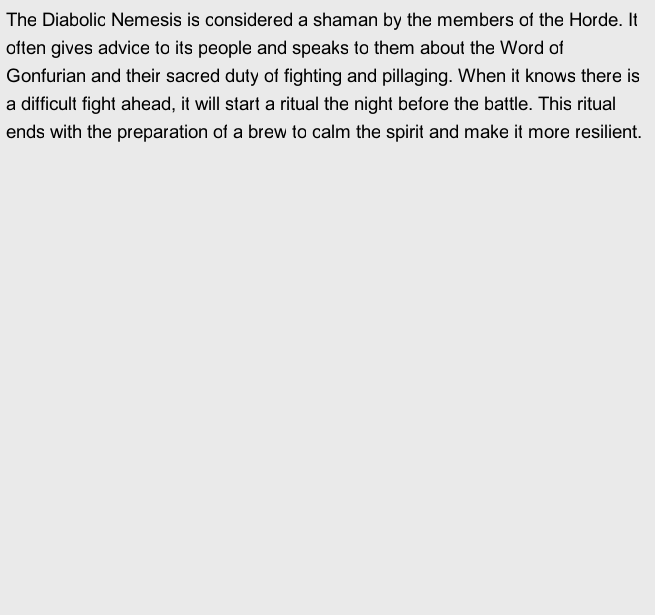 The Diabolic Nemesis is considered a shaman by the members of the Horde. It
often gives advice to its people and speaks to them about the Word of
Gonfurian and their sacred duty of fighting and pillaging. When it knows there is
a difficult fight ahead, it will start a ritual the night before the battle. This ritual
ends with the preparation of a brew to calm the spirit and make it more resilient.